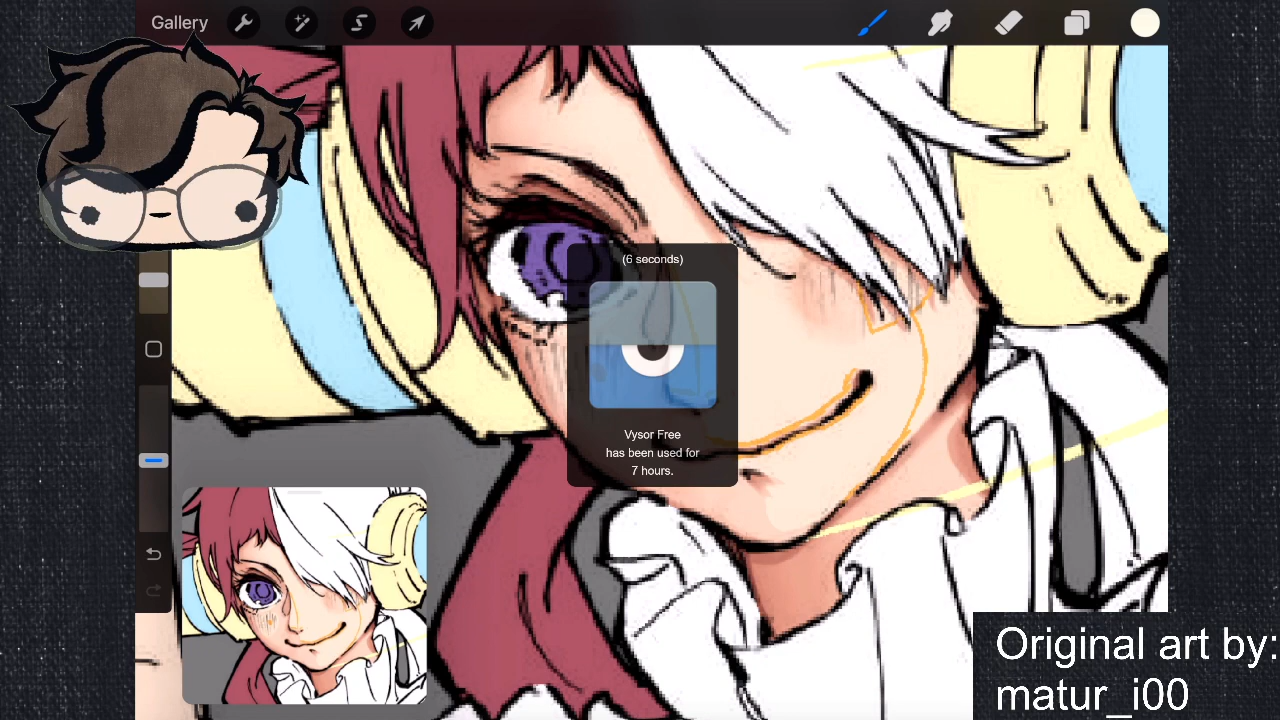 Gallery
(6 seconds)
Vysor Free
has been used for
7 hours.
Original art by:
matur_i00